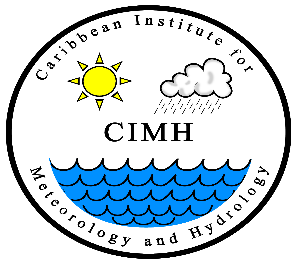 Caribbean Institute for
CIMH
Meteorology and Hydrology